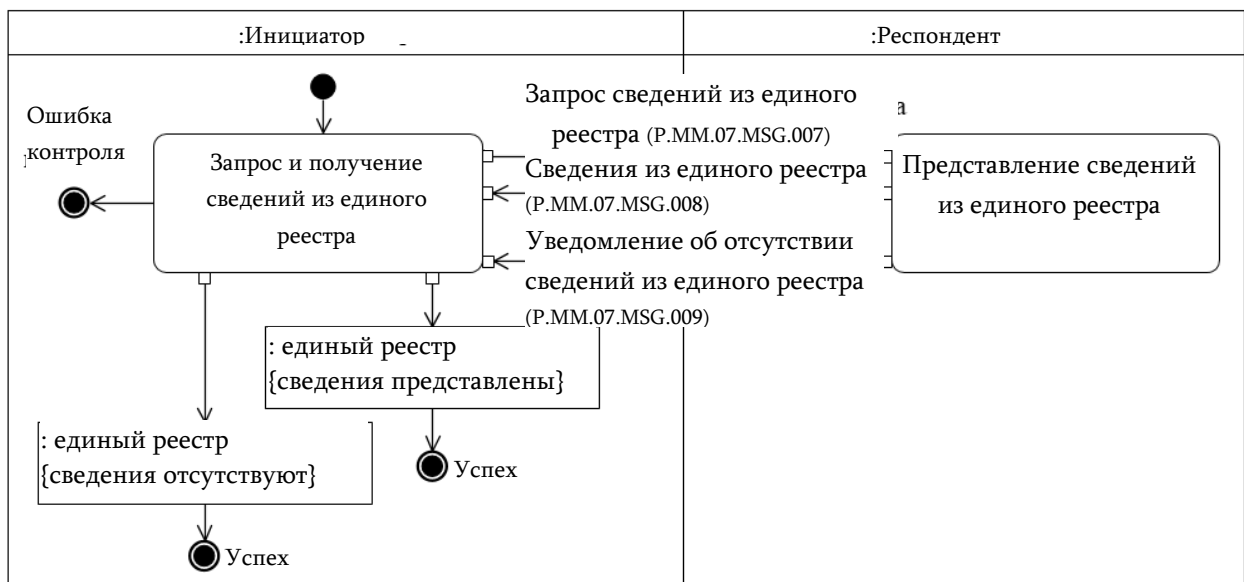 :Инициатор
:Респондент
Ошибка
контроля
Запрос и получение
сведений из единого
реестра
Запрос сведений из единого
реестра (P.MM.07.MSG.007)
Сведения из единого реестра
(P.MM.07.MSG.008)
Уведомление об отсутствии
сведений из единого реестра
(P.MM.07.MSG.009)
Представление сведений
из единого реестра
: единый реестр
{сведения представлены}
Успех
: единый реестр
{сведения отсутствуют}
Успех